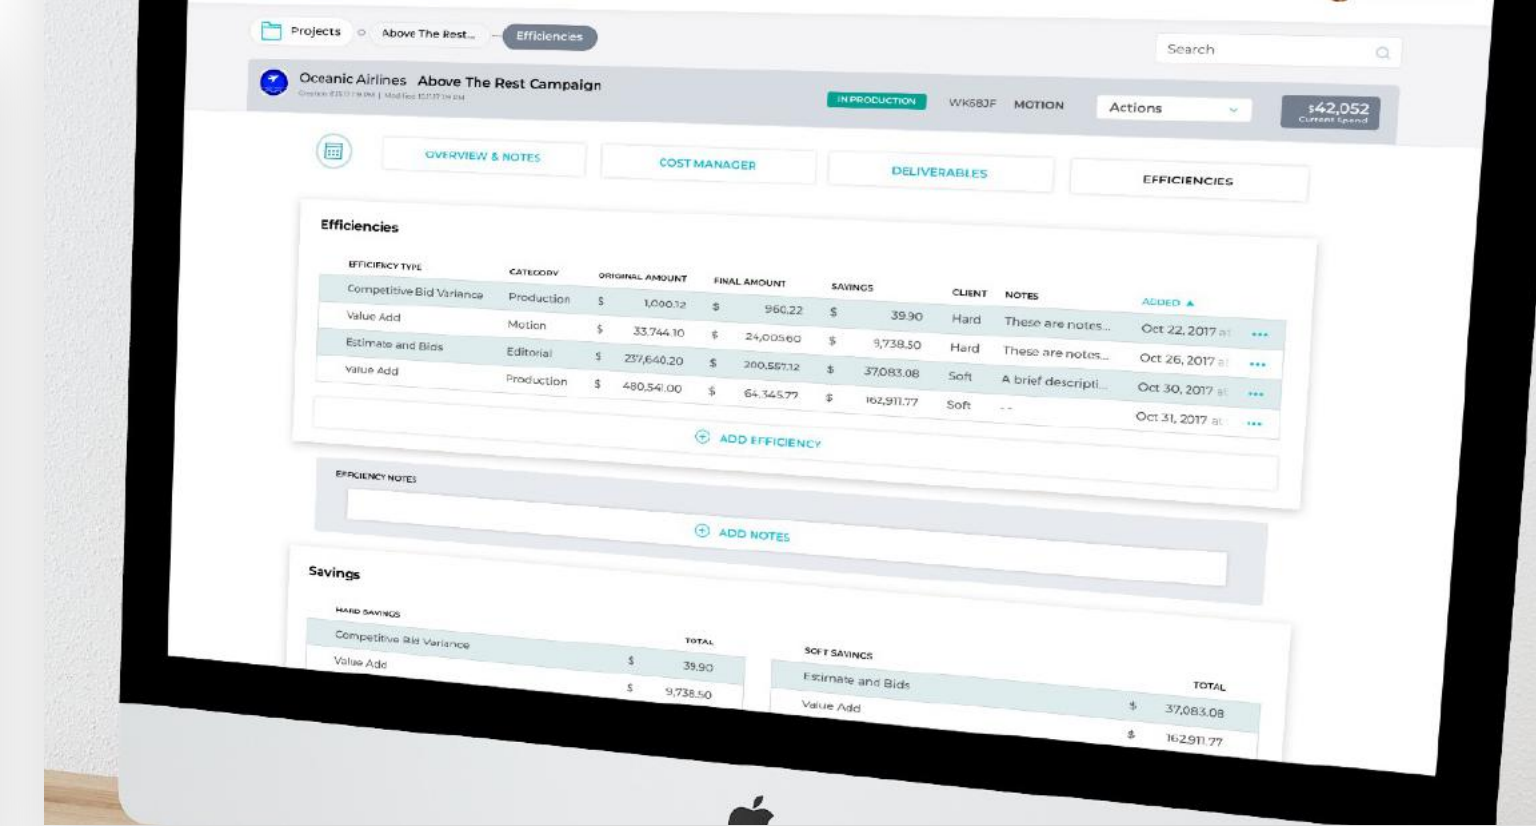 Projects
Above The Rest...
Efficiencies
Search
Oceanic Airlines Above The Rest Campaign
IN PRODUCTION
WK68JF
MOTION
Actions
$42,052
Current Spend
OVERVIEW & NOTES
COST MANAGER
DELIVERABLES
EFFICIENCIES
Efficiencies
EFFICIENCY TYPE CATEGORY ORIGINAL AMOUNT FINAL AMOUNT SAVINGS CLIENT NOTES ADDED
Competitive Bid Variance Production $ 1,000.12 $ 960.22 $ 39.90 Hard These are notes... Oct 22, 2017 at
Value Add Motion $ 33,744.10 $ 24,005.60 $ 9,738.50 Hard These are notes... Oct 26, 2017 at
Estimate and Bids Editorial $ 237,640.20 $ 200,557.12 $ 37,083.08 Soft A brief descripti... Oct 30, 2017 at
Value Add Production $ 480,541.00 $ 64,345.77 $ 162,911.77 Soft -- Oct 31, 2017 at
ADD EFFICIENCY
EFFICIENCY NOTES
ADD NOTES
Savings
HARD SAVINGS TOTAL
Competitive Bid Variance $ 39.90
Value Add $ 9,738.50
SOFT SAVINGS TOTAL
Estimate and Bids $ 37,083.08
Value Add $ 162,911.77